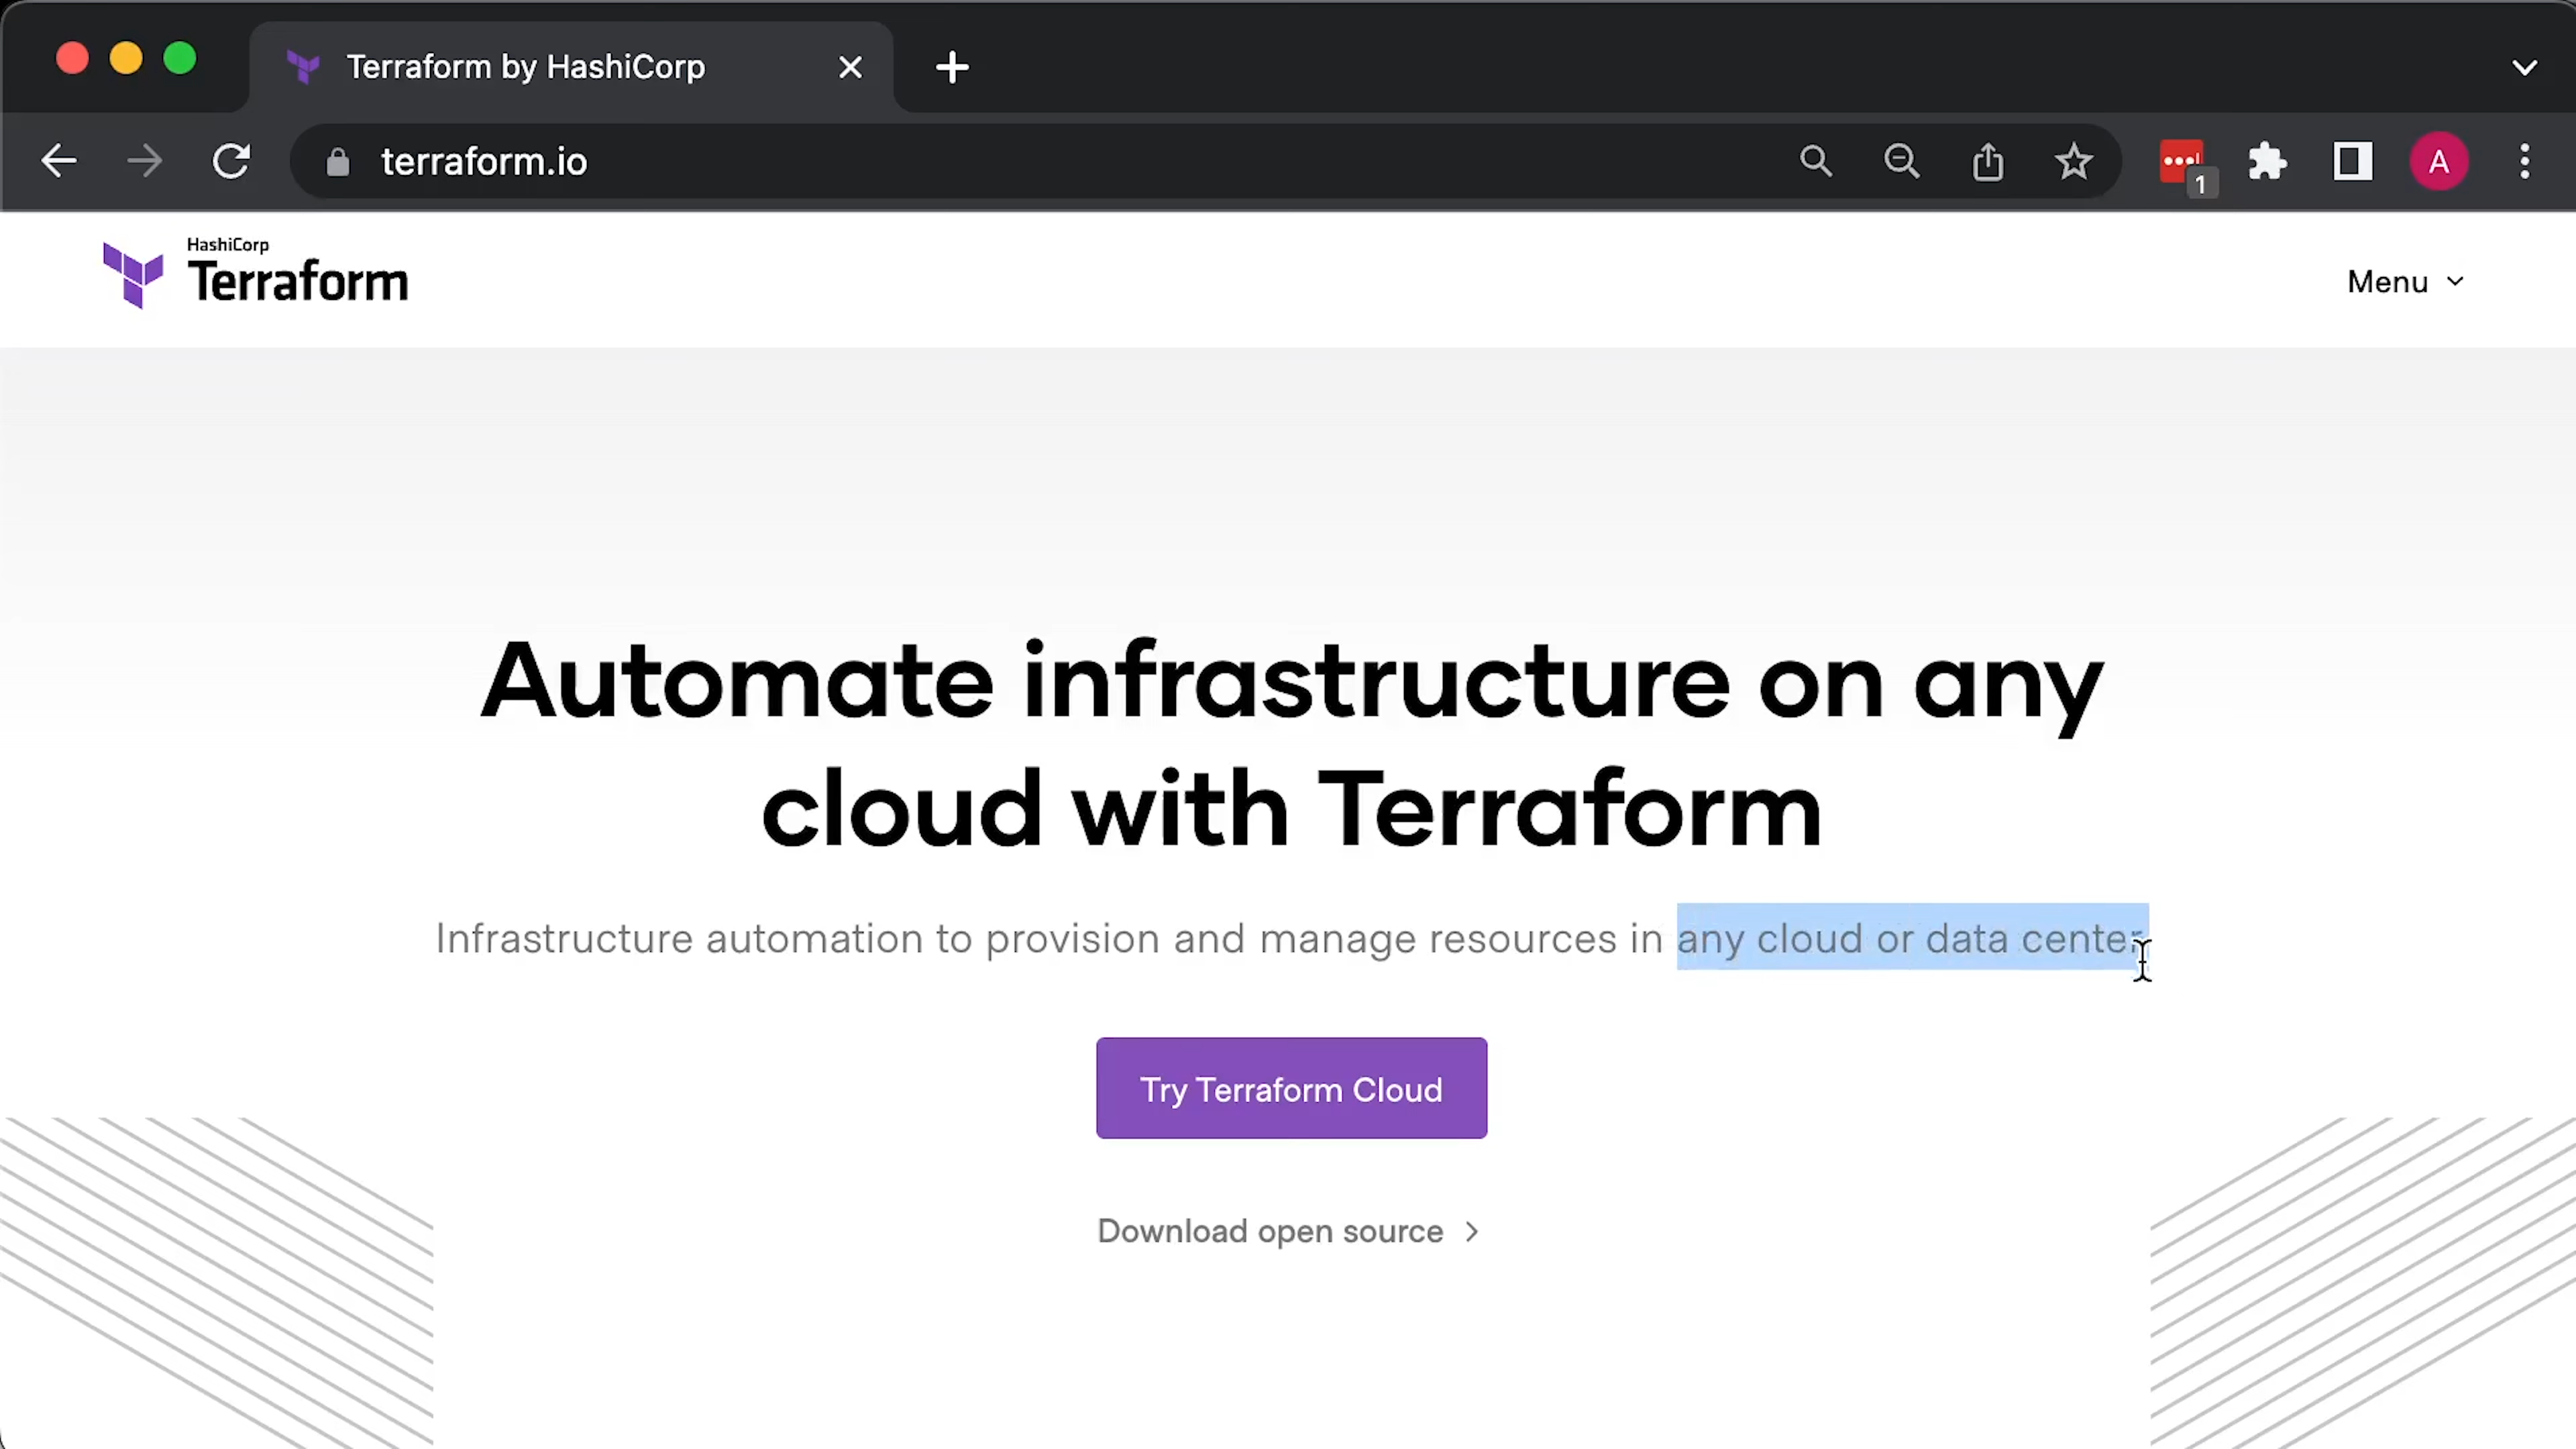 Terraform by HashiCorp
terraform.io
1
A
HashiCorp
Terraform
Menu
Automate infrastructure on any
cloud with Terraform
Infrastructure automation to provision and manage resources in any cloud or data center.
Try Terraform Cloud
Download open source